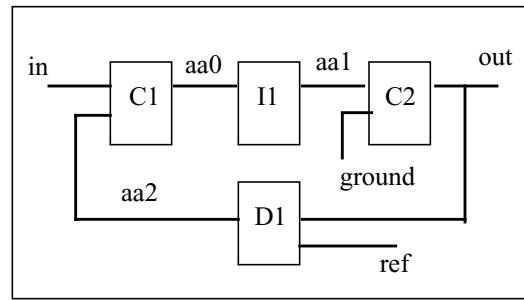 in
aa0
aa1
out
C1
I1
C2
ground
aa2
D1
ref